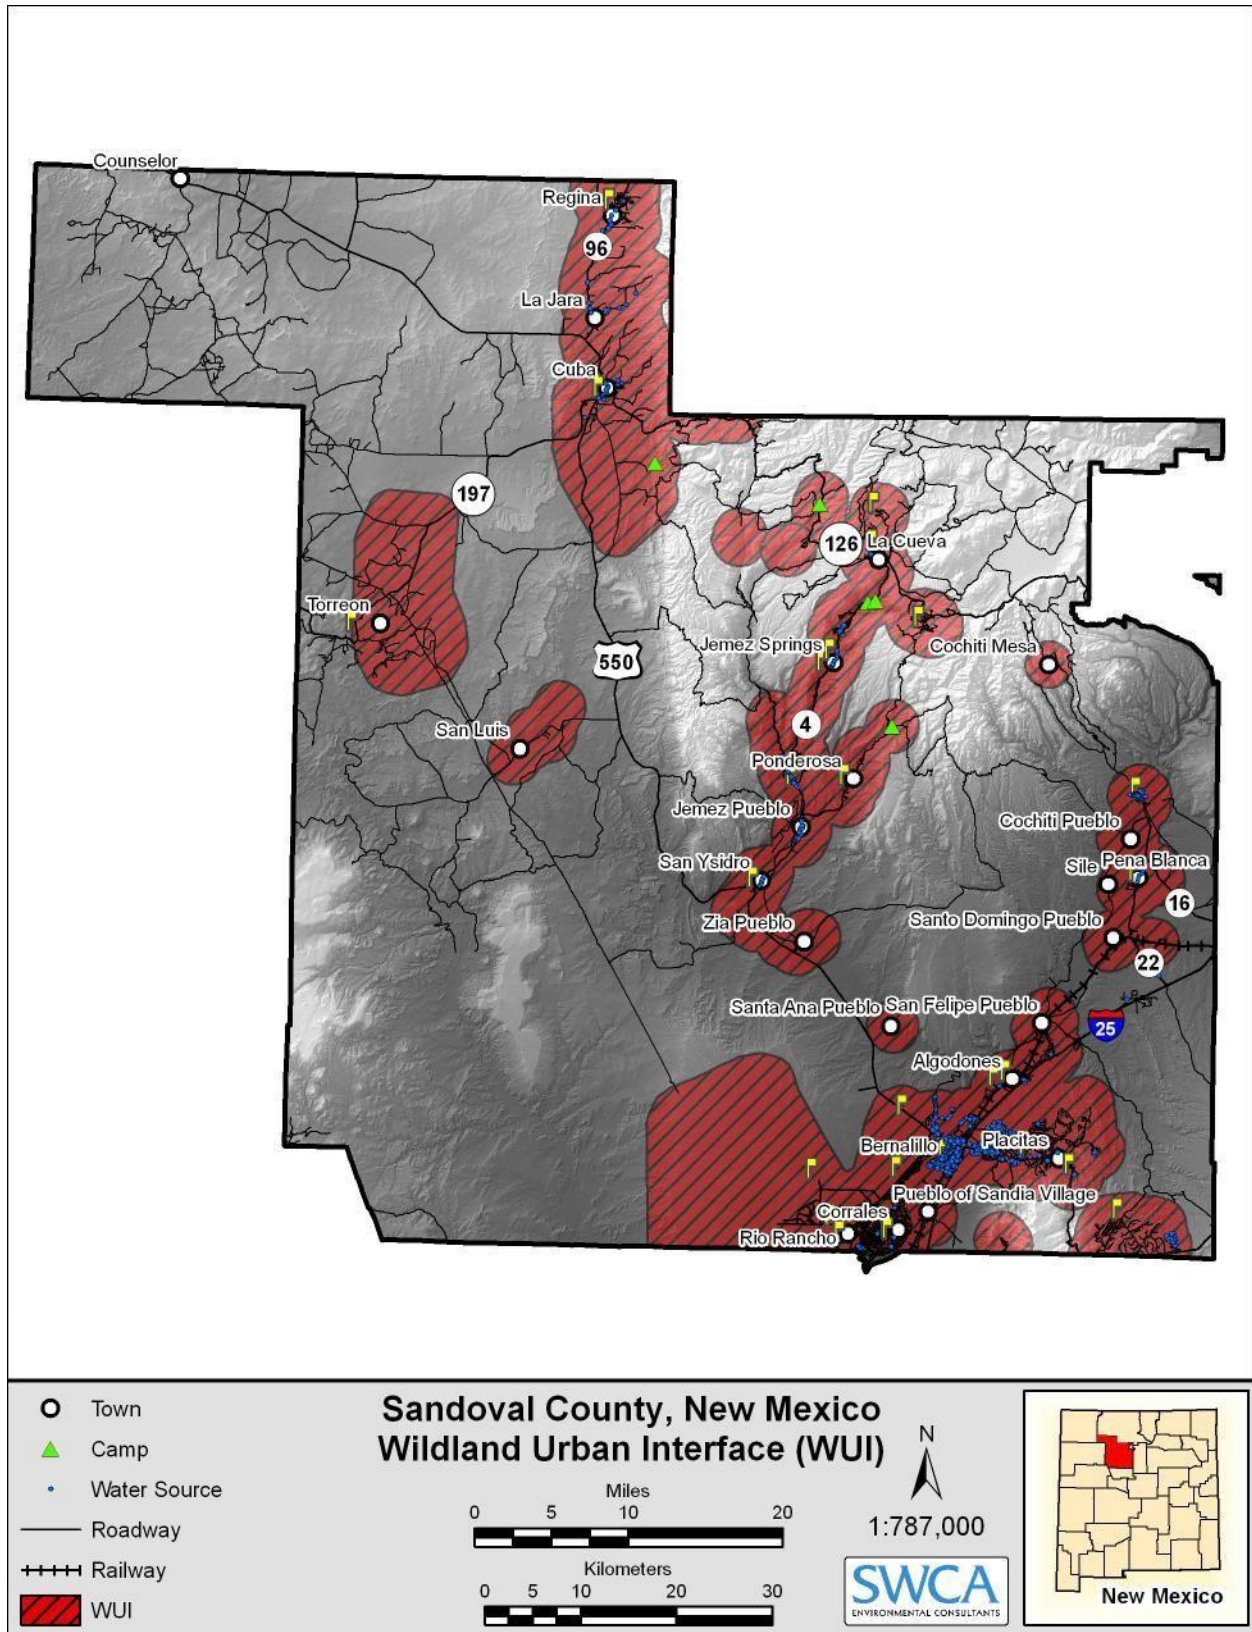 Counselor
Regina
96
La Jara
Cuba
197
126
La Cueva
Torreon
Jemez Springs
Cochiti Mesa
550
4
San Luis
Ponderosa
Jemez Pueblo
Cochiti Pueblo
San Ysidro
Sile
Pena Blanca
16
Zia Pueblo
Santo Domingo Pueblo
22
Santa Ana Pueblo
San Felipe Pueblo
25
Algodones
Bernalillo
Placitas
Pueblo of Sandia Village
Corrales
Rio Rancho
Town
Camp
Water Source
Roadway
Railway
WUI
Sandoval County, New Mexico
Wildland Urban Interface (WUI)
Miles
0 5 10 20
Kilometers
0 5 10 20 30
N
1:787,000
SWCA
ENVIRONMENTAL CONSULTANTS
New Mexico